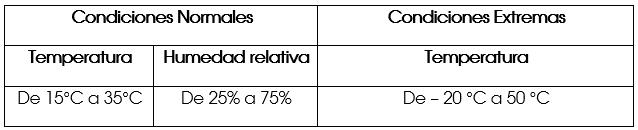 Condiciones Normales Condiciones Extremas
Temperatura Humedad relativa Temperatura
De 15°C a 35°C De 25% a 75% De – 20 °C a 50 °C